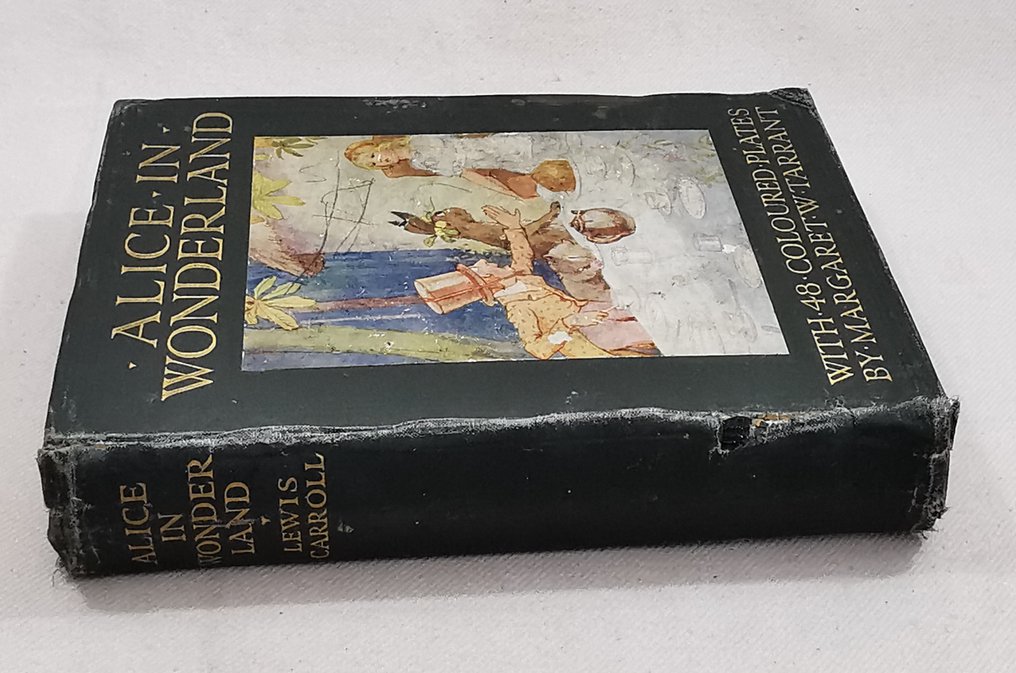 · ALICE · IN ·
WONDERLAND
WITH · 48 · COLOURED · PLATES
BY · MARGARET · W · TARRANT
ALICE
IN
WONDER
LAND
LEWIS
CARROLL